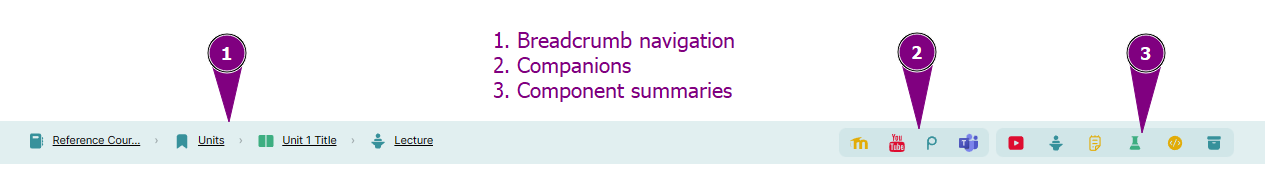 1
2
3
1. Breadcrumb navigation
2. Companions
3. Component summaries
Reference Cour... › Units › Unit 1 Title › Lecture
You
Tube
T